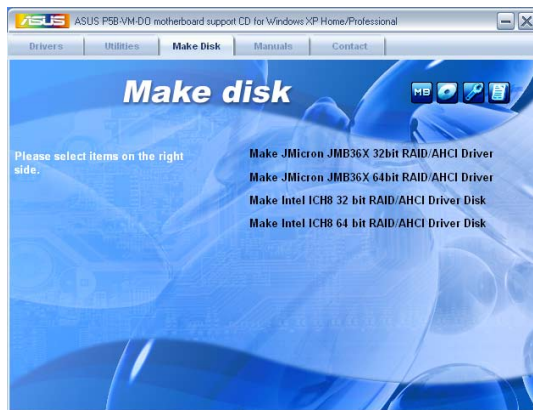 ASUS ASUS P5B-VM-DO motherboard support CD for Windows XP Home/Professional
Drivers Utilities Make Disk Manuals Contact
Make disk
MB
Please select items on the right
side.
Make JMicron JMB36X 32bit RAID/AHCI Driver
Make JMicron JMB36X 64bit RAID/AHCI Driver
Make Intel ICH8 32 bit RAID/AHCI Driver Disk
Make Intel ICH8 64 bit RAID/AHCI Driver Disk